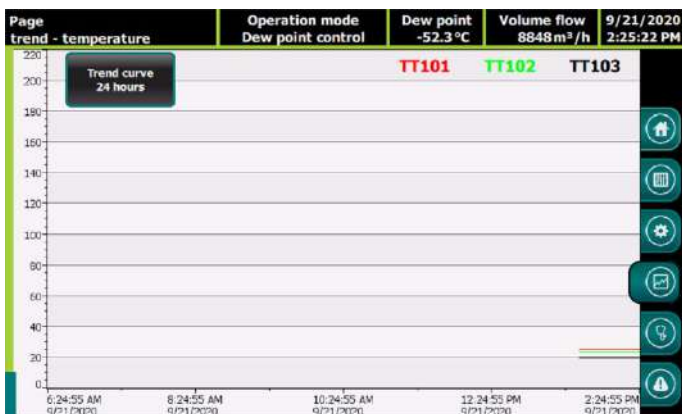 Page
trend - temperature
Operation mode
Dew point control
Dew point
-52.3°C
Volume flow
8848 m³/h
9/21/2020
2:25:22 PM
Trend curve
24 hours
TT101 TT102 TT103
220
200
180
160
140
120
100
80
60
40
20
0
6:24:55 AM 8:24:55 AM 10:24:55 AM 12:24:55 PM 2:24:55 PM
9/21/2020 9/21/2020 9/21/2020 9/21/2020 9/21/2020